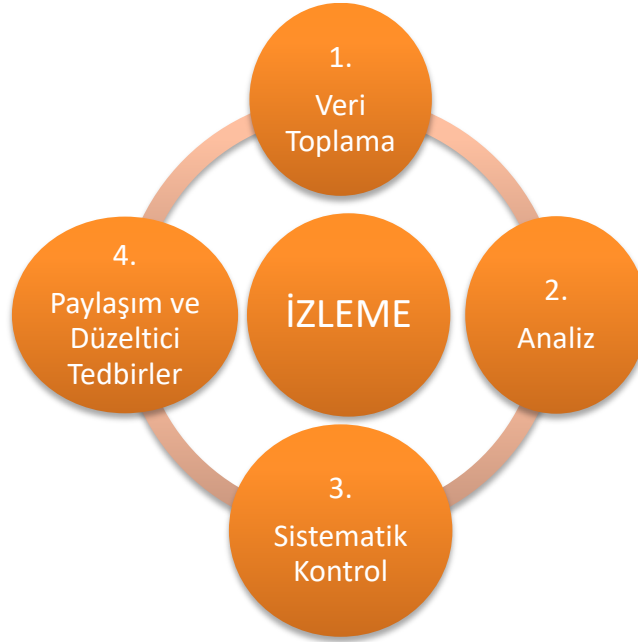 1.
Veri
Toplama
2.
Analiz
3.
Sistematik
Kontrol
4.
Paylaşım ve
Düzeltici
Tedbirler
İZLEME